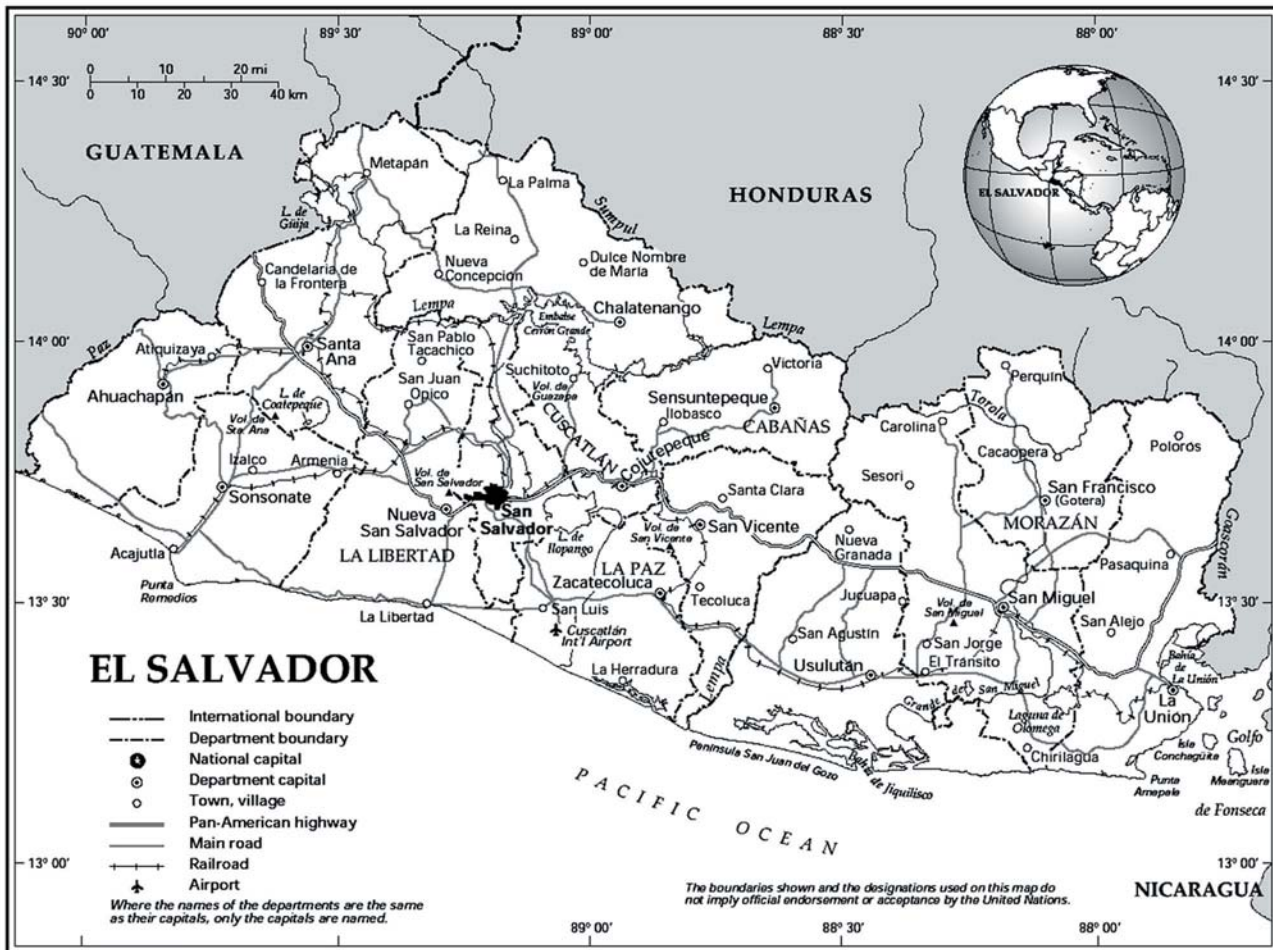 90° 00'
89° 30'
89° 00'
88° 30'
88° 00'
14° 30'
14° 30'
0 10 20 mi
0 10 20 30 40 km
GUATEMALA
HONDURAS
EL SALVADOR
Metapán
La Palma
L. de
Güija
Sumpul
La Reina
Candelaria de
la Frontera
Nueva
Concepción
Dulce Nombre
de María
Lempa
Embalse
Cerrón Grande
Chalatenango
Lempa
14° 00'
14° 00'
Paz
Atiquizaya
Santa
Ana
San Pablo
Tacachico
Suchitoto
Victoria
Perquín
Ahuachapán
L. de
Coatepeque
San Juan
Opico
Vol. de
Guazapa
Sensuntepeque
Ilobasco
CABAÑAS
Torola
Vol. de
Sta. Ana
CUSCATLÁN
Cojutepeque
Carolina
Cacaopera
Poloros
Izalco
Armenia
Vol. de
San Salvador
Sesori
Sonsonate
Santa Clara
San Francisco
(Gotera)
Nueva
San Salvador
San
Salvador
L. de
Ilopango
Vol. de
San Vicente
San Vicente
MORAZÁN
Goascorán
LA LIBERTAD
Nueva
Granada
Acajutla
LA PAZ
Pasaquina
Punta
Remedios
Zacatecoluca
Tecoluca
Jucuapa
Vol. de
San Miguel
San Miguel
13° 30'
13° 30'
La Libertad
San Luis
Cuscatlán
Int'l Airport
San Agustín
San Jorge
San Alejo
La Herradura
Usulután
El Tránsito
Bahía
de
La Unión
Lempa
Grande de San Miguel
La
Unión
Laguna de
Olomega
Chirilagua
Isla
Conchagüita
Golfo
Isla
Meanguara
de Fonseca
Península San Juan del Gozo
Bahía de Jiquilisco
Punta
Amapala
PACIFIC OCEAN
EL SALVADOR
International boundary
Department boundary
National capital
Department capital
Town, village
Pan-American highway
Main road
Railroad
Airport
Where the names of the departments are the same
as their capitals, only the capitals are named.
13° 00'
13° 00'
The boundaries shown and the designations used on this map do
not imply official endorsement or acceptance by the United Nations.
NICARAGUA
90° 00'
89° 30'
89° 00'
88° 30'
88° 00'